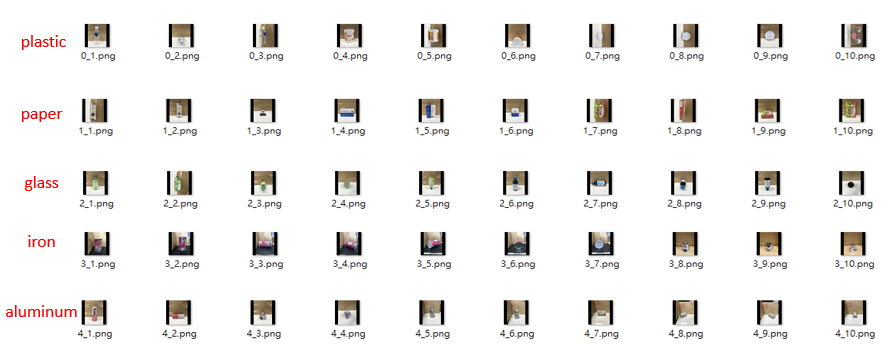 plastic
0_1.png 0_2.png 0_3.png 0_4.png 0_5.png 0_6.png 0_7.png 0_8.png 0_9.png 0_10.png
paper
1_1.png 1_2.png 1_3.png 1_4.png 1_5.png 1_6.png 1_7.png 1_8.png 1_9.png 1_10.png
glass
2_1.png 2_2.png 2_3.png 2_4.png 2_5.png 2_6.png 2_7.png 2_8.png 2_9.png 2_10.png
iron
3_1.png 3_2.png 3_3.png 3_4.png 3_5.png 3_6.png 3_7.png 3_8.png 3_9.png 3_10.png
aluminum
4_1.png 4_2.png 4_3.png 4_4.png 4_5.png 4_6.png 4_7.png 4_8.png 4_9.png 4_10.png